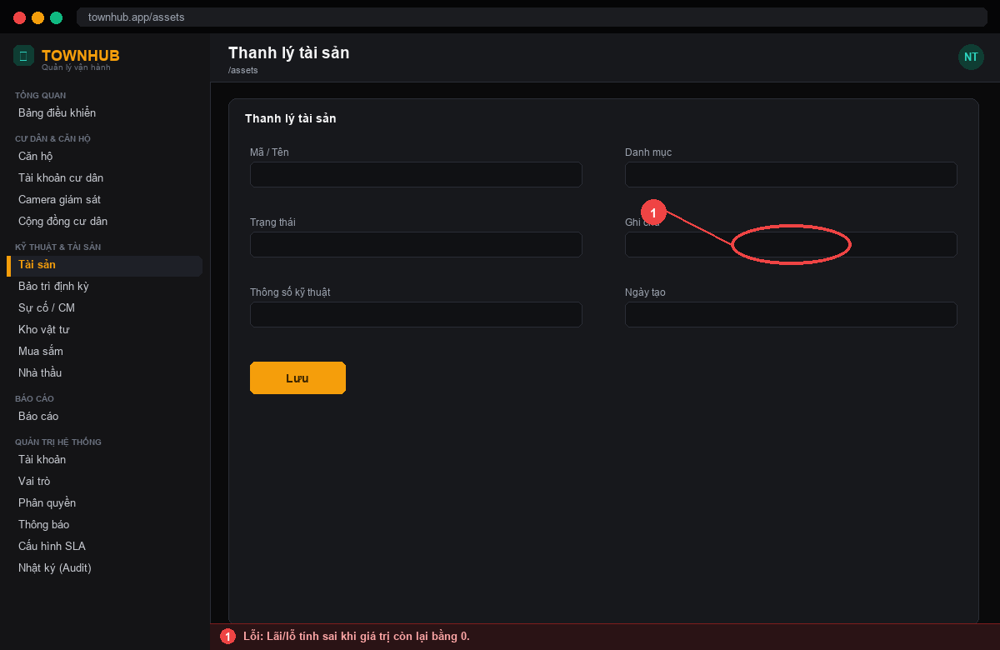 townhub.app/assets
TOWNHUB
Quản lý vận hành
TỔNG QUAN
Bảng điều khiển
CƯ DÂN & CĂN HỘ
Căn hộ
Tài khoản cư dân
Camera giám sát
Cộng đồng cư dân
KỸ THUẬT & TÀI SẢN
Tài sản
Bảo trì định kỳ
Sự cố / CM
Kho vật tư
Mua sắm
Nhà thầu
BÁO CÁO
Báo cáo
QUẢN TRỊ HỆ THỐNG
Tài khoản
Vai trò
Phân quyền
Thông báo
Cấu hình SLA
Nhật ký (Audit)
Thanh lý tài sản
/assets
NT
Thanh lý tài sản
Mã / Tên
Danh mục
Trạng thái
1
Ghi chú
Thông số kỹ thuật
Ngày tạo
Lưu
1 Lỗi: Lãi/lỗ tính sai khi giá trị còn lại bằng 0.